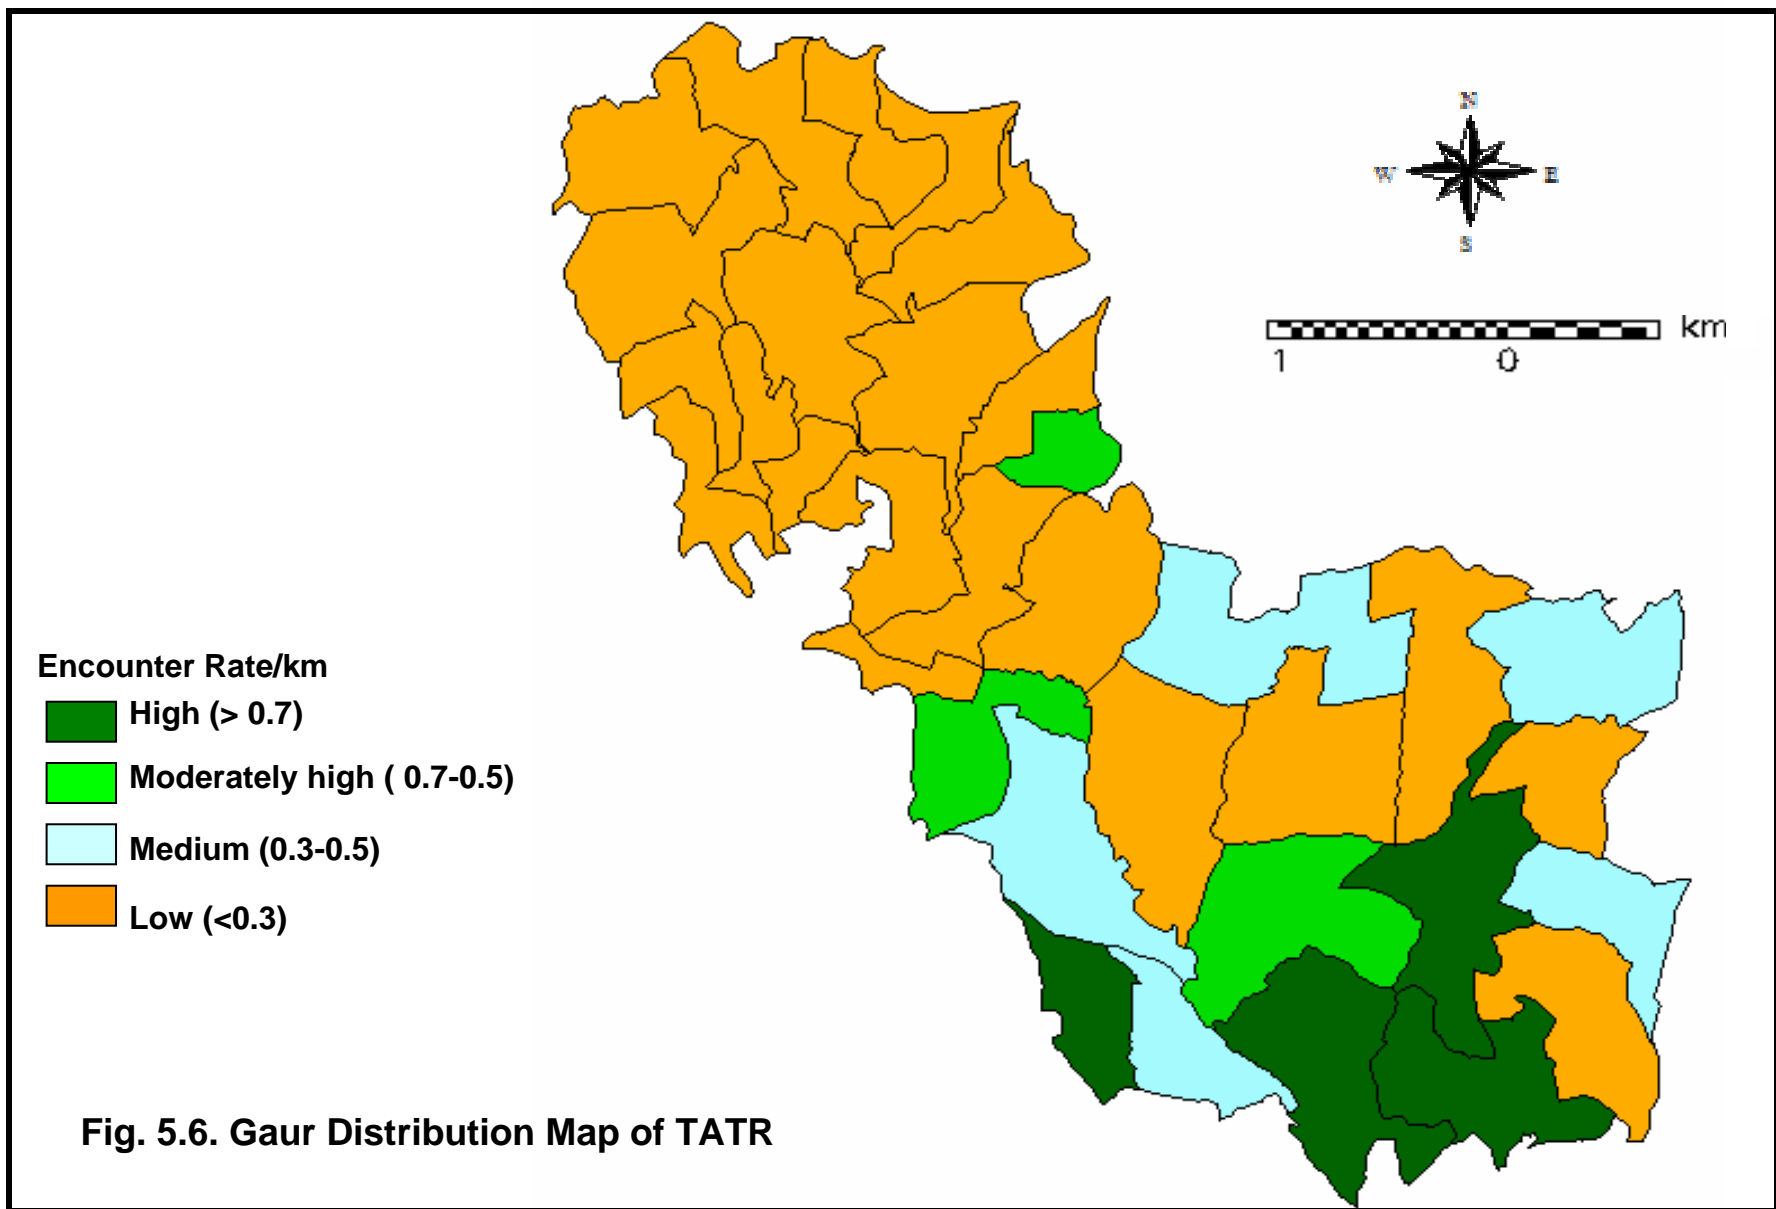 N
W E
S
km
1 0
Encounter Rate/km
High (> 0.7)
Moderately high ( 0.7-0.5)
Medium (0.3-0.5)
Low (<0.3)
Fig. 5.6. Gaur Distribution Map of TATR